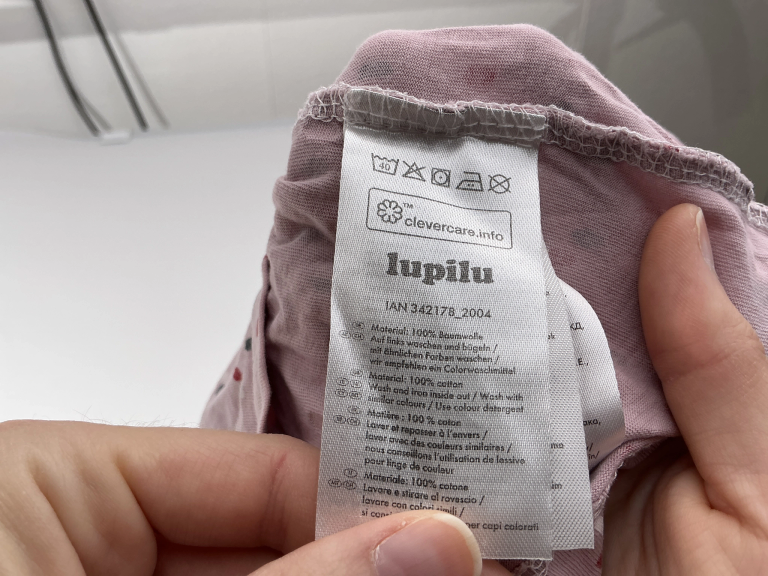 40
TM
clevercare.info
lupilu
IAN 342178_2004
Material: 100% Baumwolle
Auf links waschen und bügeln /
mit ähnlichen Farben waschen /
wir empfehlen ein Colorwaschmittel
Material: 100% cotton
Wash and iron inside out / Wash with
similar colours / Use colour detergent
Matière : 100% coton
Laver et repasser à l'envers /
laver avec des couleurs similaires /
nous conseillons l'utilisation de lessive
pour linge de couleur
Materiale: 100% cotone
Lavare e stirare al rovescio /
lavare con colori simili /
per capi colorati